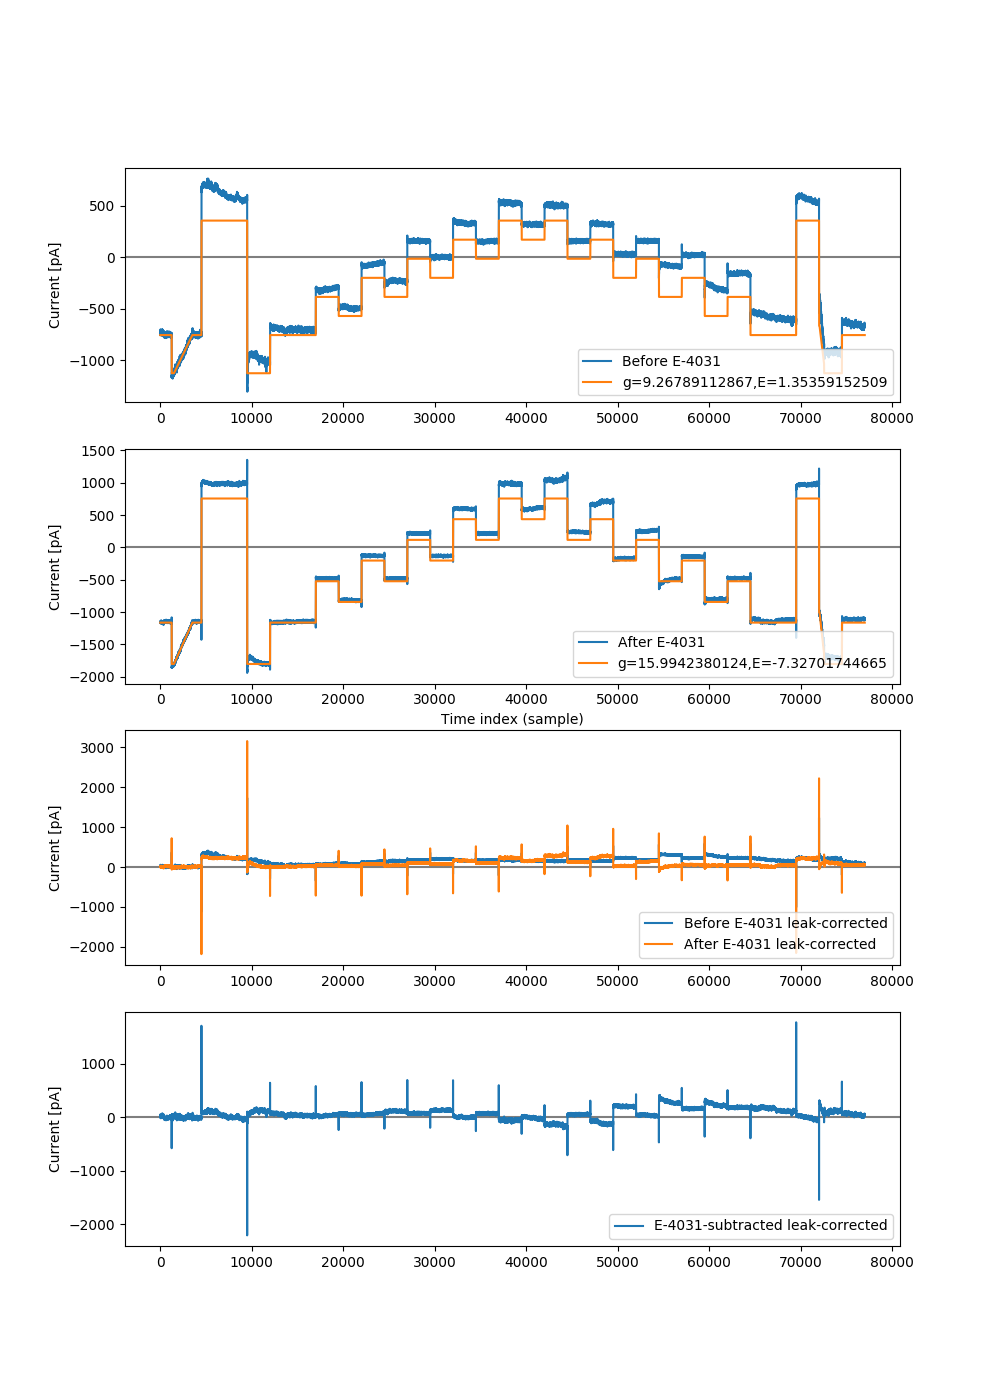 500
0
−500
−1000
Current [pA]
Before E-4031
g=9.26789112867,E=1.35359152509
0 10000 20000 30000 40000 50000 60000 70000 80000
1500
1000
500
0
−500
−1000
−1500
−2000
Current [pA]
After E-4031
g=15.9942380124,E=-7.32701744665
0 10000 20000 30000 40000 50000 60000 70000 80000
Time index (sample)
3000
2000
1000
0
−1000
−2000
Current [pA]
Before E-4031 leak-corrected
After E-4031 leak-corrected
0 10000 20000 30000 40000 50000 60000 70000 80000
1000
0
−1000
−2000
Current [pA]
E-4031-subtracted leak-corrected
0 10000 20000 30000 40000 50000 60000 70000 80000